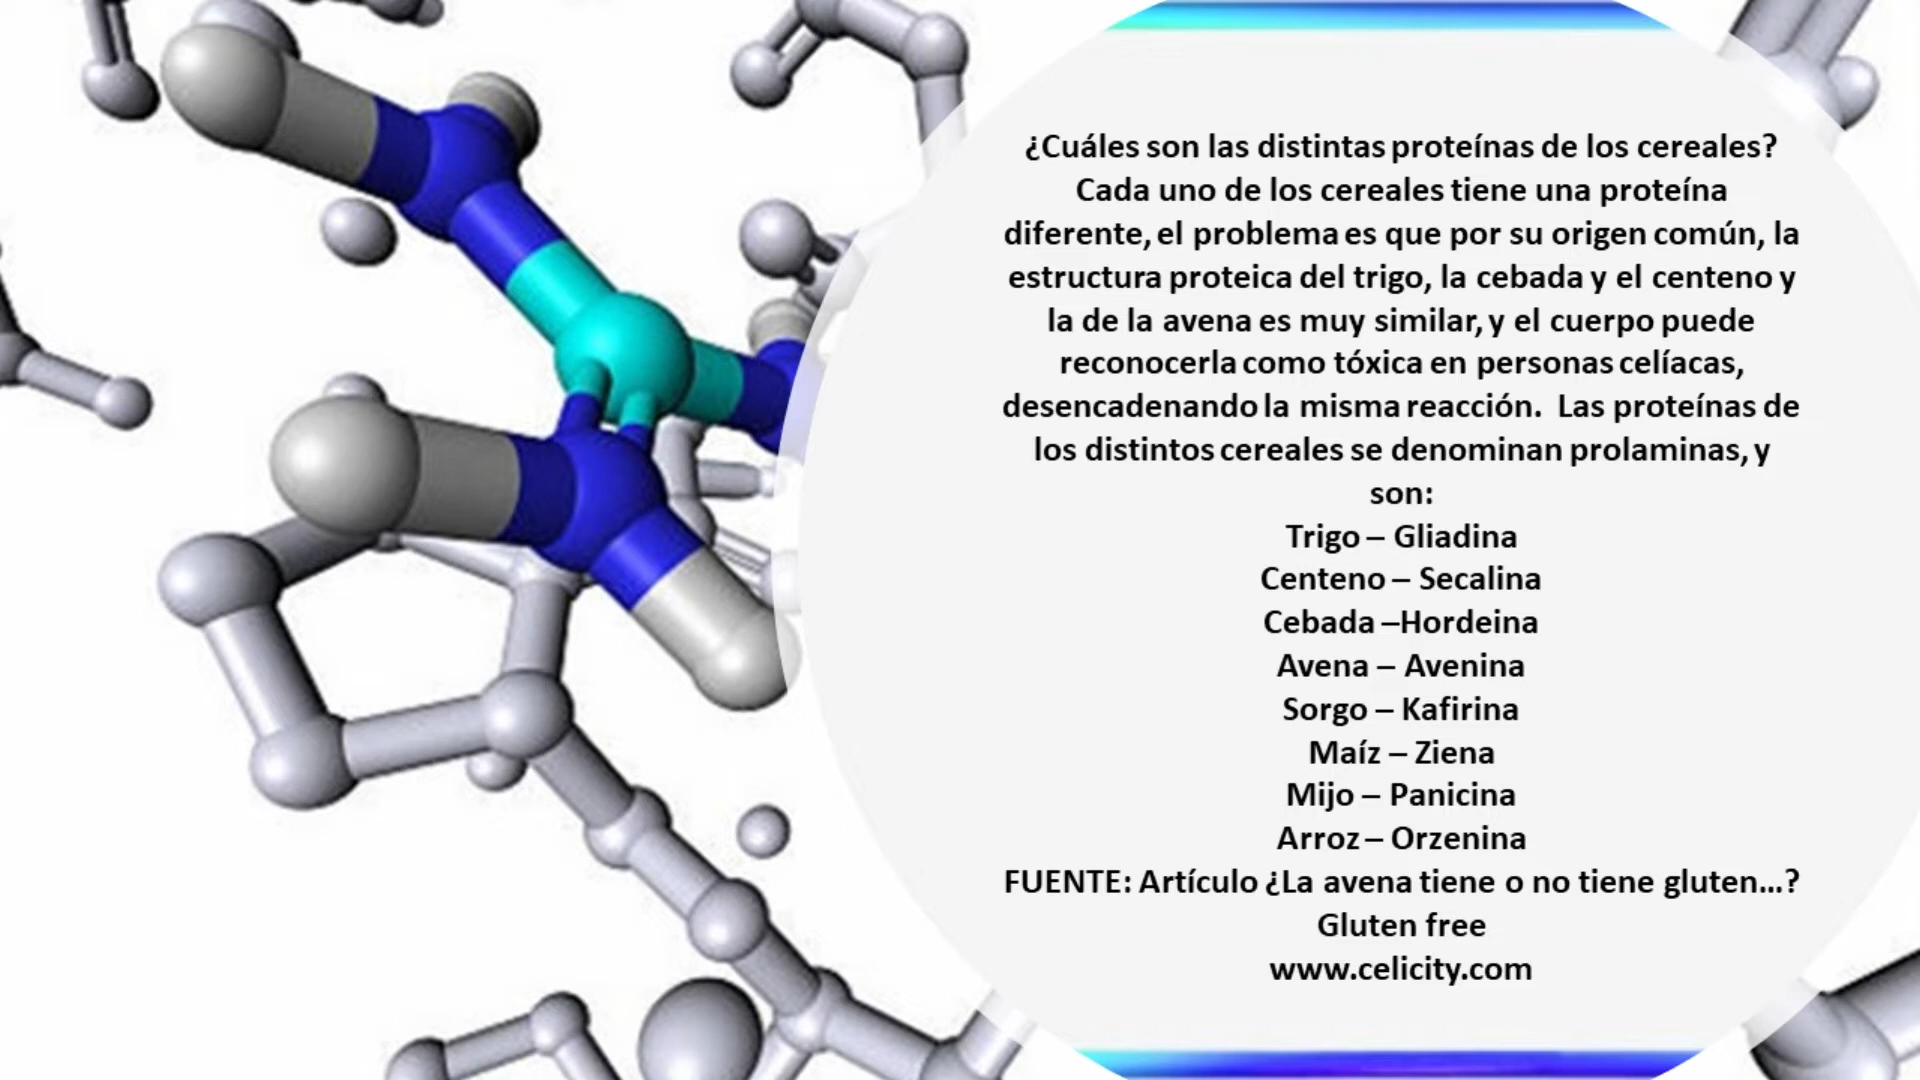 ¿Cuáles son las distintas proteínas de los cereales?
Cada uno de los cereales tiene una proteína
diferente, el problema es que por su origen común, la
estructura proteica del trigo, la cebada y el centeno y
la de la avena es muy similar, y el cuerpo puede
reconocerla como tóxica en personas celíacas,
desencadenando la misma reacción. Las proteínas de
los distintos cereales se denominan prolaminas, y
son:
Trigo – Gliadina
Centeno – Secalina
Cebada –Hordeina
Avena – Avenina
Sorgo – Kafirina
Maíz – Ziena
Mijo – Panicina
Arroz – Orzenina
FUENTE: Artículo ¿La avena tiene o no tiene gluten...?
Gluten free
www.celicity.com